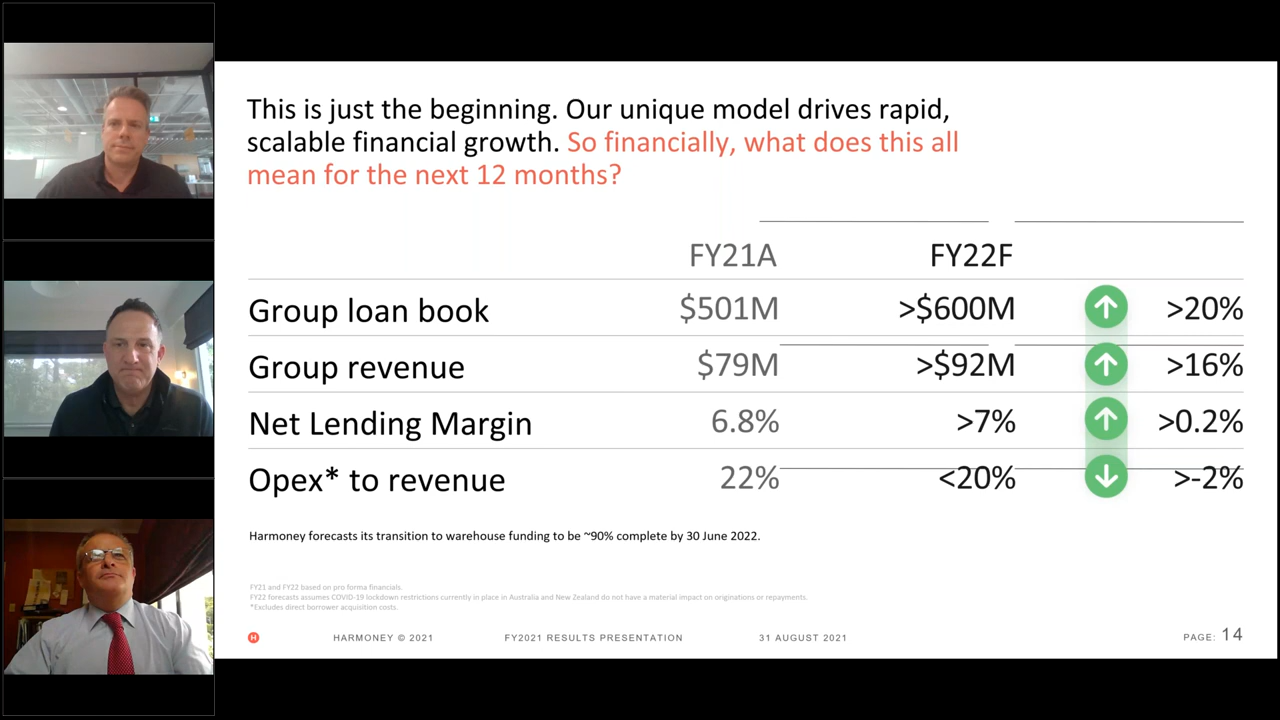 This is just the beginning. Our unique model drives rapid,
scalable financial growth. So financially, what does this all
mean for the next 12 months?
FY21A FY22F
Group loan book $501M >$600M >20%
Group revenue $79M >$92M >16%
Net Lending Margin 6.8% >7% >0.2%
Opex* to revenue 22% <20% >-2%
Harmoney forecasts its transition to warehouse funding to be ~90% complete by 30 June 2022.
FY21 and FY22 based on pro forma financials.
FY22 forecasts assumes COVID-19 lockdown restrictions currently in place in Australia and New Zealand do not have a material impact on originations or repayments.
*Excludes direct borrower acquisition costs.
H HARMONEY © 2021 FY2021 RESULTS PRESENTATION 31 AUGUST 2021 PAGE: 14